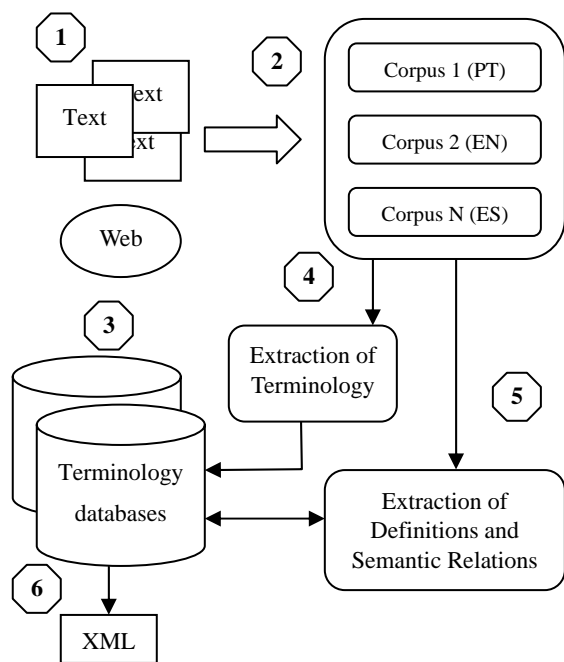 1
2
Text
ext
ext
Web
Corpus 1 (PT)
Corpus 2 (EN)
Corpus N (ES)
4
3
Extraction of
Terminology
5
Terminology
databases
Extraction of
Definitions and
Semantic Relations
6
XML